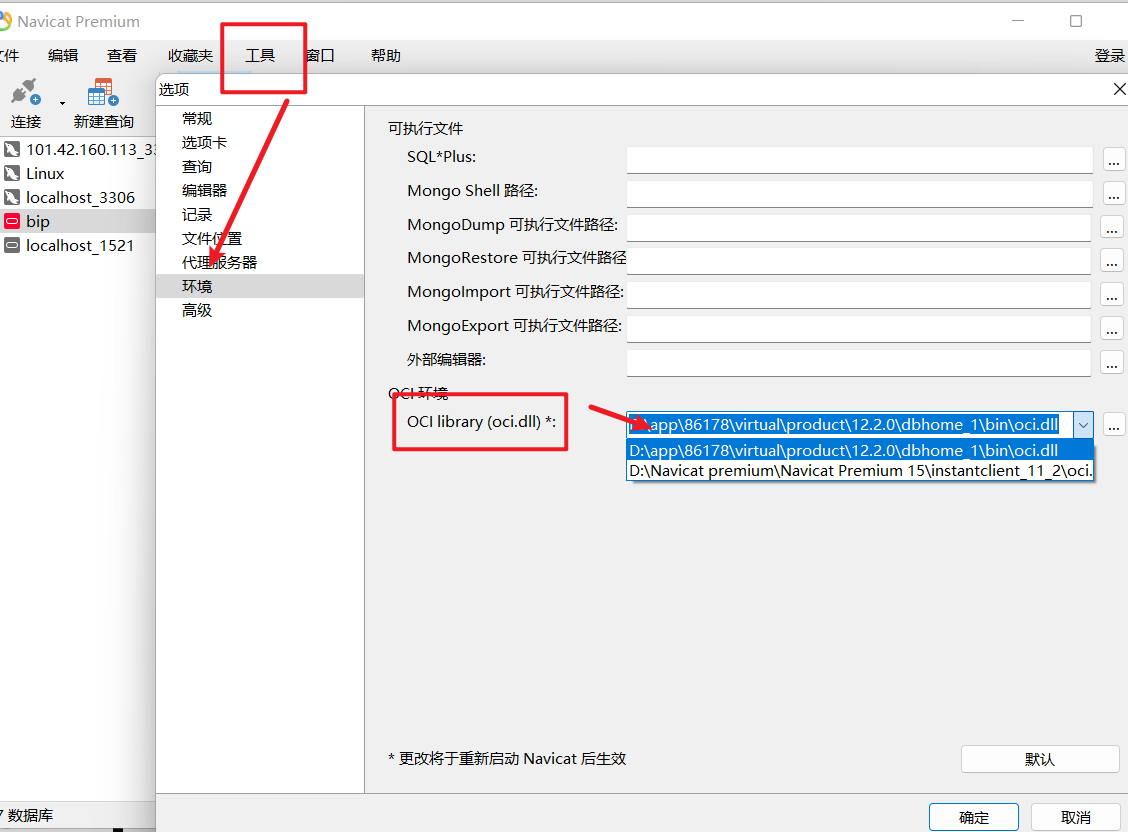 Navicat Premium
文件 编辑 查看 收藏夹 工具 窗口 帮助 登录
连接 新建查询
101.42.160.113_33
Linux
localhost_3306
bip
localhost_1521
选项
常规
选项卡
查询
编辑器
记录
文件位置
代理服务器
环境
高级
可执行文件
SQL*Plus: ...
Mongo Shell 路径: ...
MongoDump 可执行文件路径: ...
MongoRestore 可执行文件路径 ...
MongoImport 可执行文件路径: ...
MongoExport 可执行文件路径: ...
外部编辑器: ...
OCI 环境
OCI library (oci.dll) *: \app\86178\virtual\product\12.2.0\dbhome_1\bin\oci.dll ...
D:\app\86178\virtual\product\12.2.0\dbhome_1\bin\oci.dll
D:\Navicat premium\Navicat Premium 15\instantclient_11_2\oci.
* 更改将于重新启动 Navicat 后生效
默认
7 数据库
确定 取消